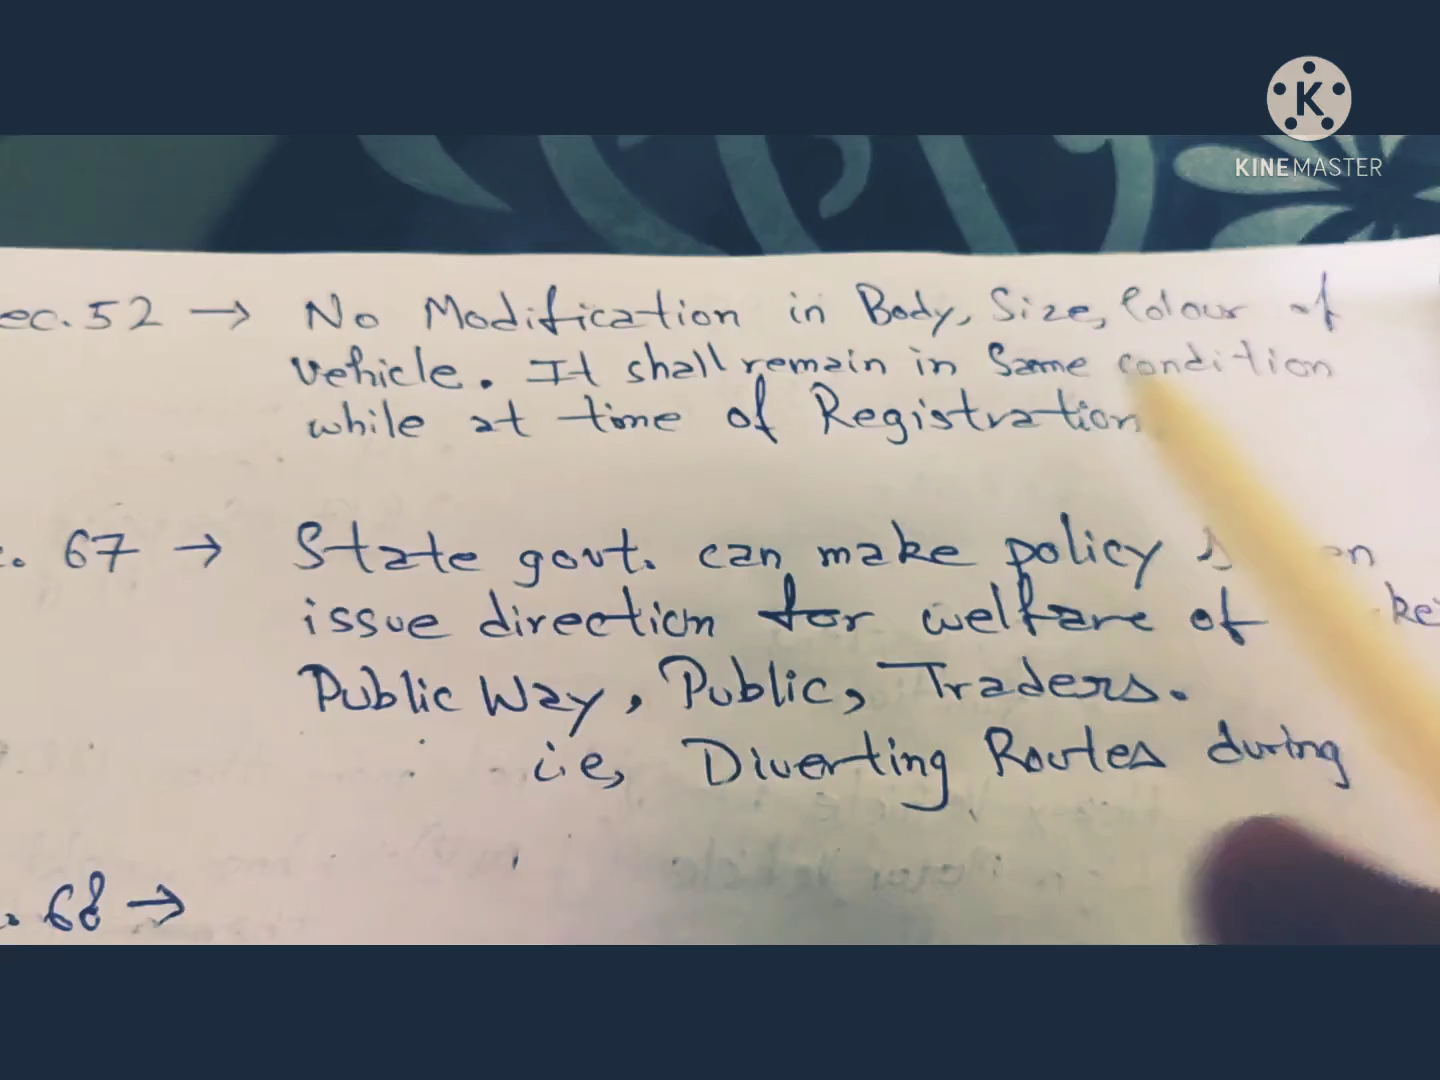 K
KINEMASTER
ec. 52 → No Modification in Body, Size, Colour of
Vehicle. It shall remain in Same condition
while at time of Registration
. 67 → State govt. can make policy
issue direction for welfare of
Public Way, Public, Traders.
i.e, Diverting Routes during
. 68 →